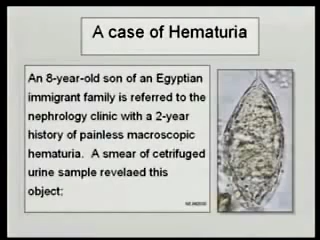 A case of Hematuria
An 8-year-old son of an Egyptian
immigrant family is referred to the
nephrology clinic with a 2-year
history of painless macroscopic
hematuria. A smear of cetrifuged
urine sample revelaed this
object: